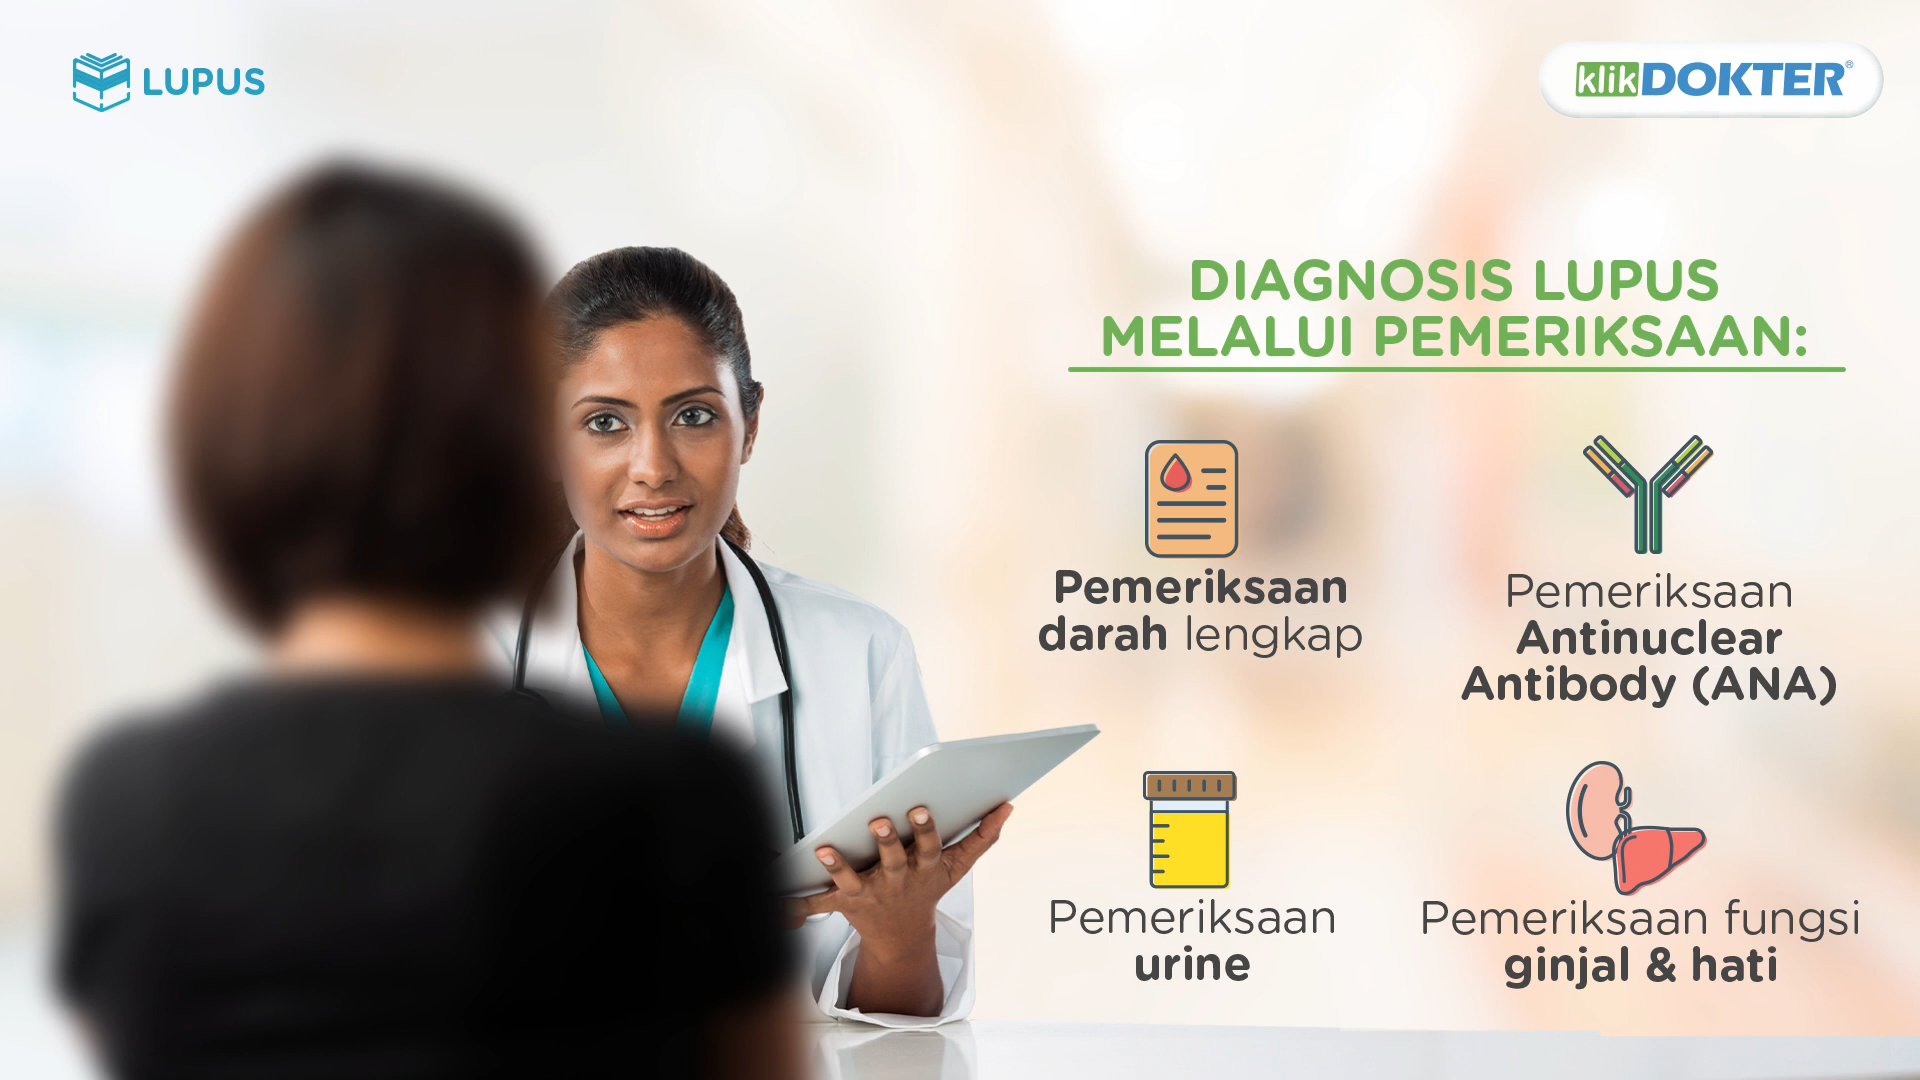 LUPUS
klikDOKTER®
DIAGNOSIS LUPUS
MELALUI PEMERIKSAAN:
Pemeriksaan
darah lengkap
Pemeriksaan
Antinuclear
Antibody (ANA)
Pemeriksaan
urine
Pemeriksaan fungsi
ginjal & hati